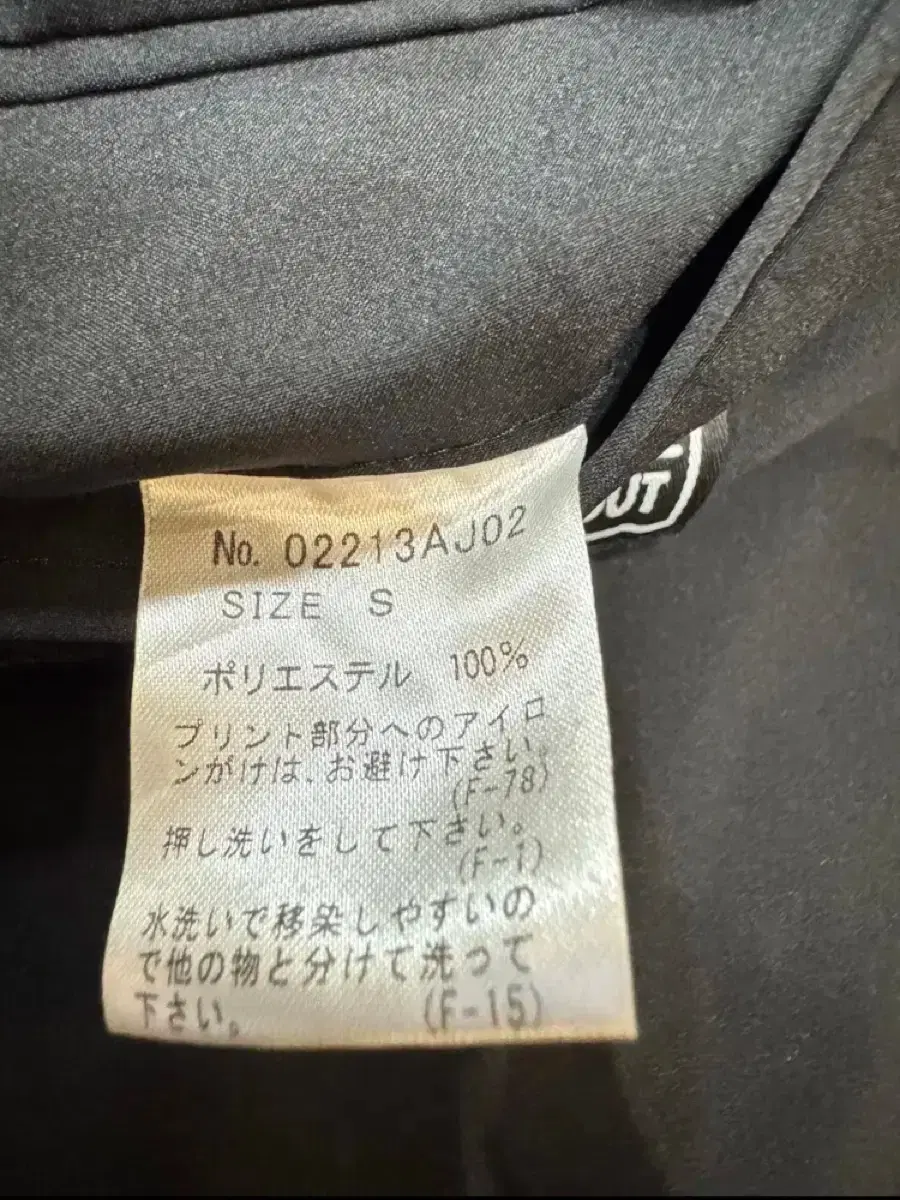 No. 02213AJ02
SIZE S
ポリエステル 100%
プリント部分へのアイロ
ンがけは、お避け下さい。
(F-78)
押し洗いをして下さい。
(F-1)
水洗いで移染しやすいの
で他の物と分けて洗って
下さい。 (F-15)
UT